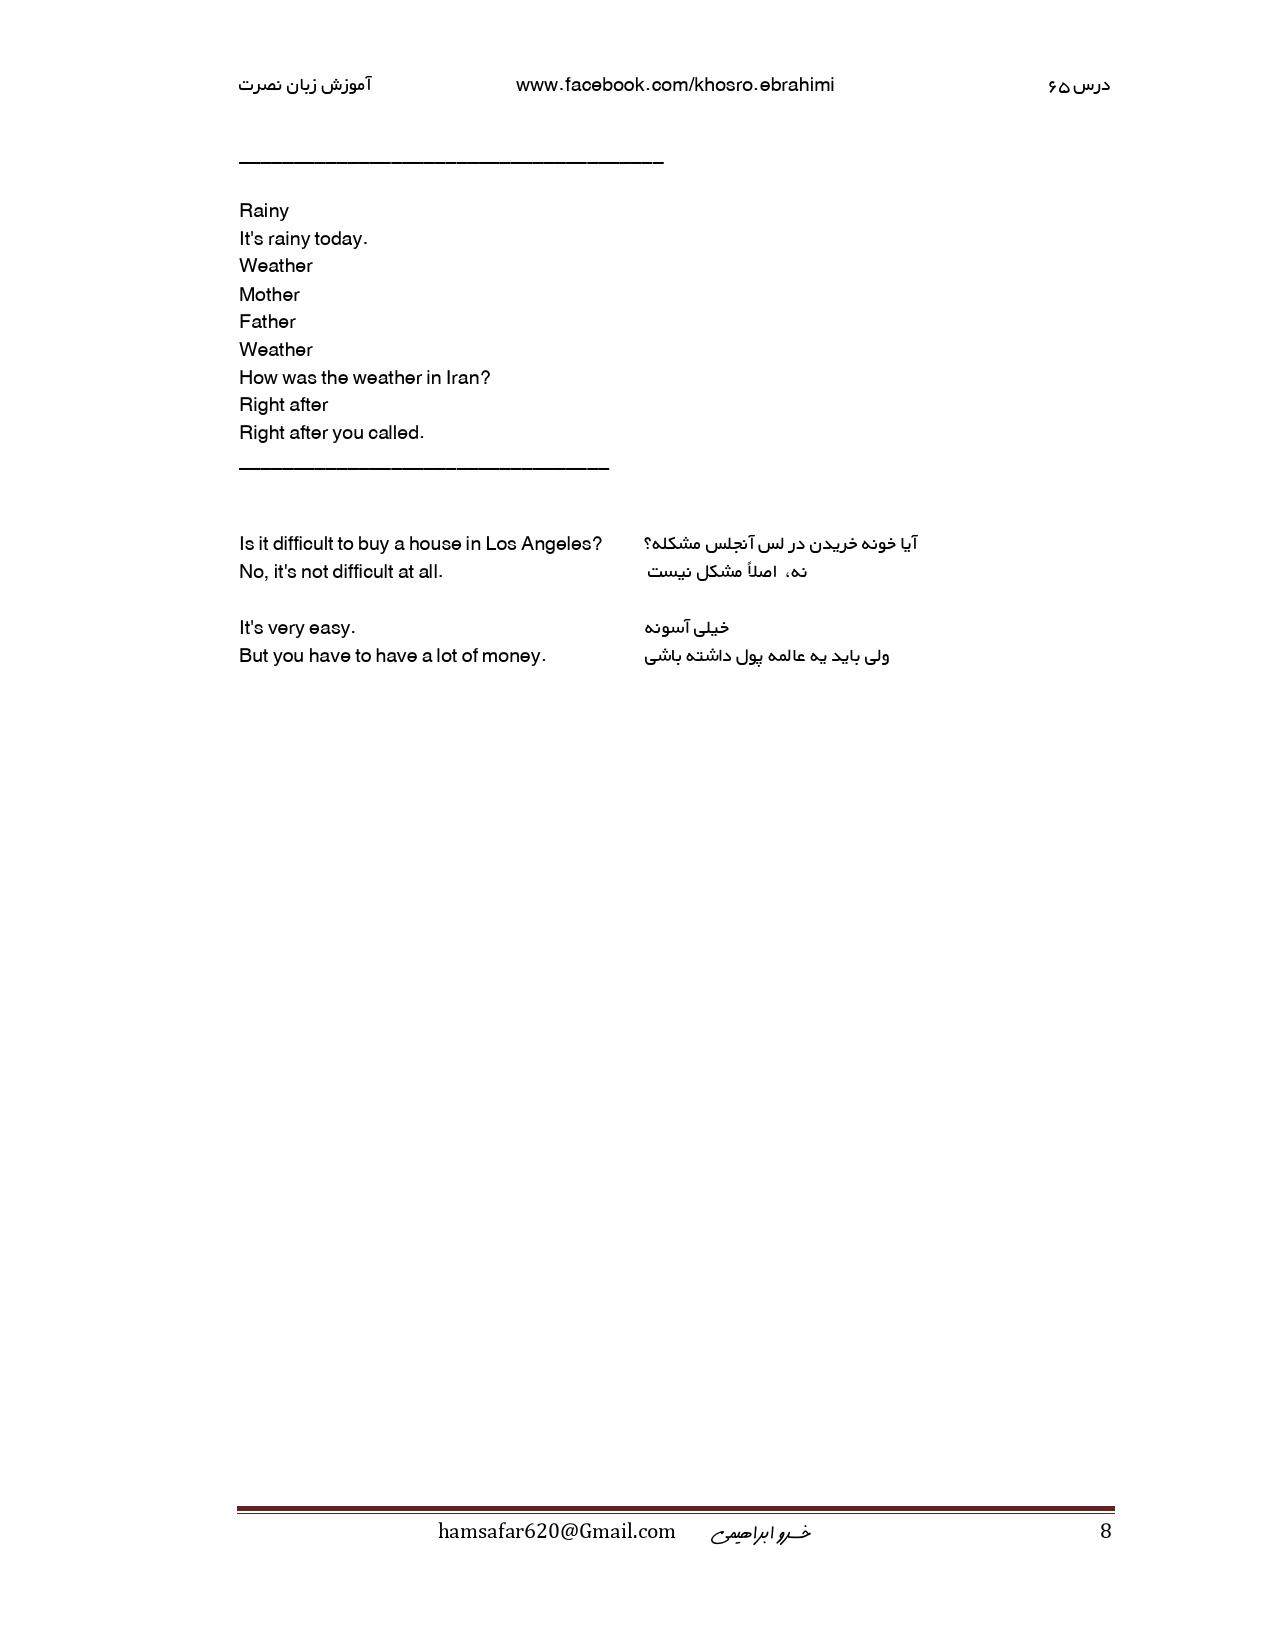 آموزش زبان نصرت www.facebook.com/khosro.ebrahimi درس ۶۵
Rainy
It's rainy today.
Weather
Mother
Father
Weather
How was the weather in Iran?
Right after
Right after you called.
Is it difficult to buy a house in Los Angeles? آیا خونه خریدن در لس آنجلس مشکله؟
No, it's not difficult at all. نه، اصلاً مشکل نیست
It's very easy. خیلی آسونه
But you have to have a lot of money. ولی باید یه عالمه پول داشته باشی
hamsafar620@Gmail.com خسرو ابراهیمی 8